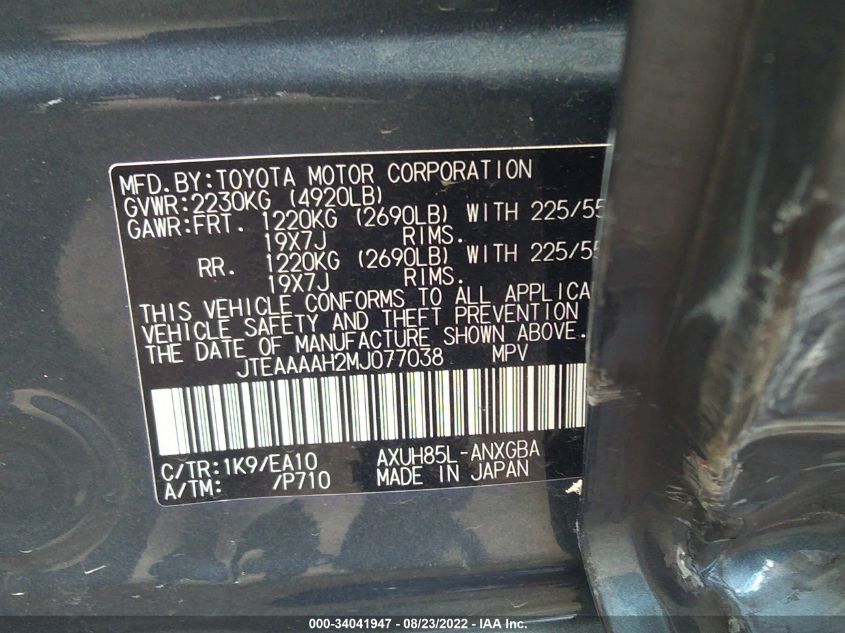 MFD.BY:TOYOTA MOTOR CORPORATION
GVWR:2230KG (4920LB)
GAWR:FRT. 1220KG (2690LB) WITH 225/55
19X7J RIMS.
RR. 1220KG (2690LB) WITH 225/55
19X7J RIMS.
THIS VEHICLE CONFORMS TO ALL APPLICA
VEHICLE SAFETY AND THEFT PREVENTION
THE DATE OF MANUFACTURE SHOWN ABOVE.
JTEAAAAH2MJ077038 MPV
C/TR:1K9/EA10 AXUH85L-ANXGBA
A/TM: /P710 MADE IN JAPAN
000-34041947 - 08/23/2022 - IAA Inc.